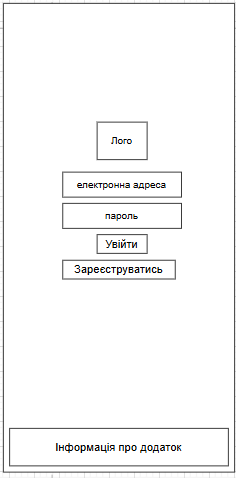 Лого
електронна адреса
пароль
Увійти
Зареєструватись
Інформація про додаток